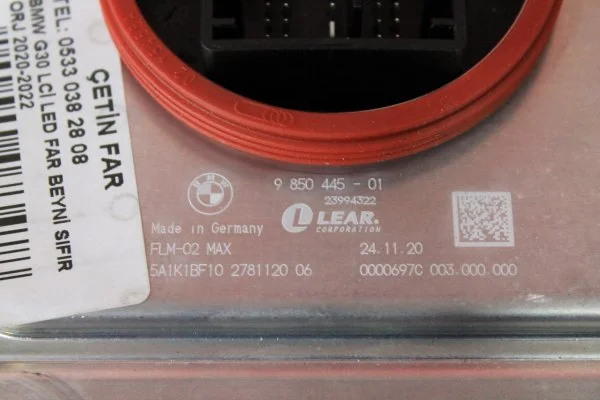 ÇETİN FAR
TEL: 0533 038 28 08
BMW G30 LCİ LED FAR BEYNİ SIFIR
ORJ 2020-2022
9 850 445 - 01
23994322
LEAR.
CORPORATION
Made in Germany
FLM-02 MAX
24.11.20
5A1K1BF10 2781120 06
0000697C 003.000.000